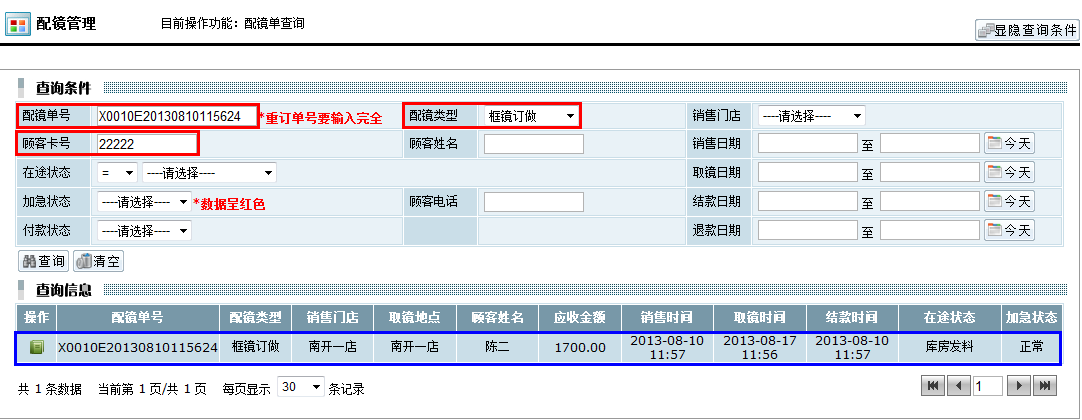 配镜管理 目前操作功能：配镜单查询 显隐查询条件
查询条件
配镜单号 X0010E20130810115624 *重订单号要输入完全 配镜类型 框镜订做 销售门店 ----请选择----
顾客卡号 22222 顾客姓名 销售日期 至 今天
在途状态 = ----请选择---- 取镜日期 至 今天
加急状态 ----请选择---- *数据呈红色 顾客电话 结款日期 至 今天
付款状态 ----请选择---- 退款日期 至 今天
查询 清空
查询信息
操作 配镜单号 配镜类型 销售门店 取镜地点 顾客姓名 应收金额 销售时间 取镜时间 结款时间 在途状态 加急状态
X0010E20130810115624 框镜订做 南开一店 南开一店 陈二 1700.00 2013-08-10 11:57 2013-08-17 11:56 2013-08-10 11:57 库房发料 正常
共 1 条数据 当前第 1 页/共 1 页 每页显示 30 条记录 1